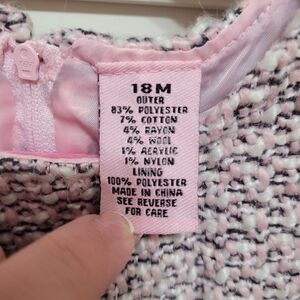 18M
OUTER
83% POLYESTER
7% COTTON
4% RAYON
4% WOOL
1% ACRYLIC
1% NYLON
LINING
100% POLYESTER
MADE IN CHINA
SEE REVERSE
FOR CARE